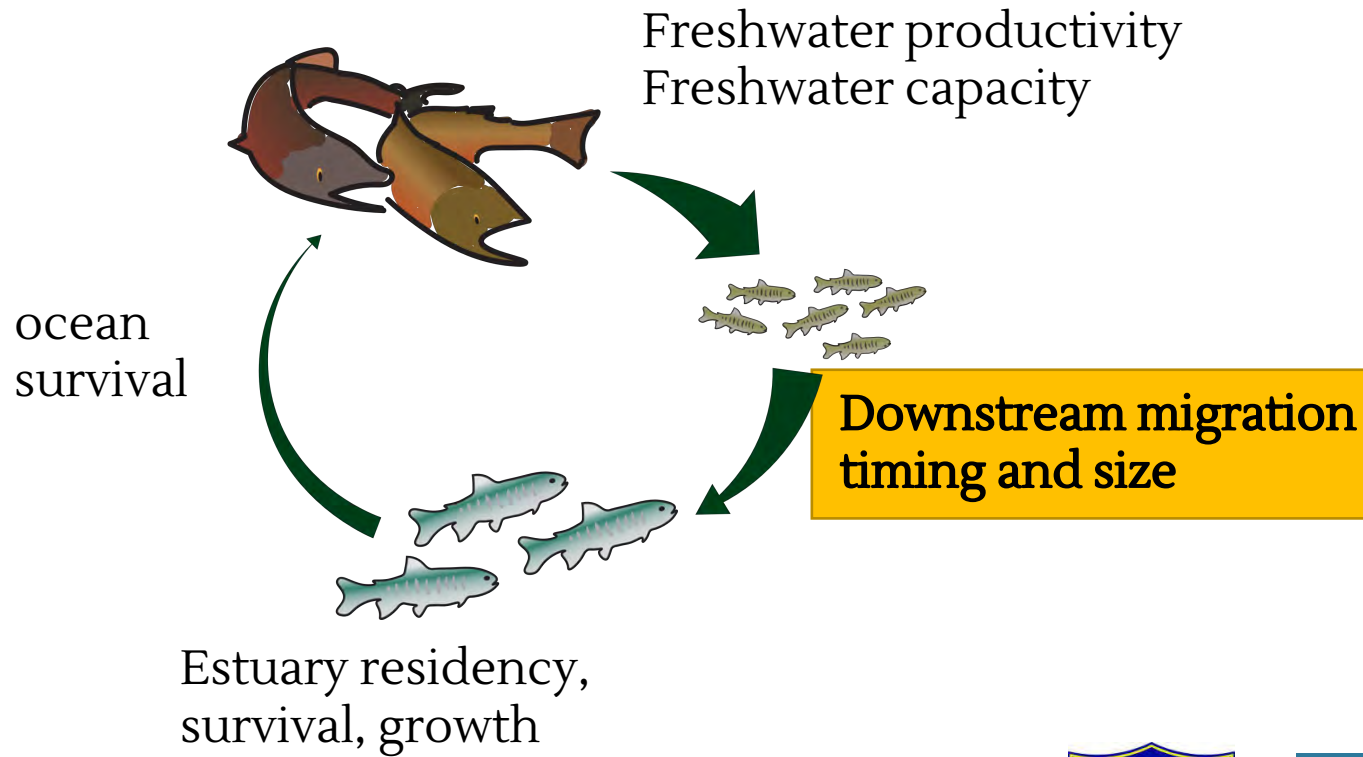 Freshwater productivity
Freshwater capacity
ocean
survival
Downstream migration
timing and size
Estuary residency,
survival, growth